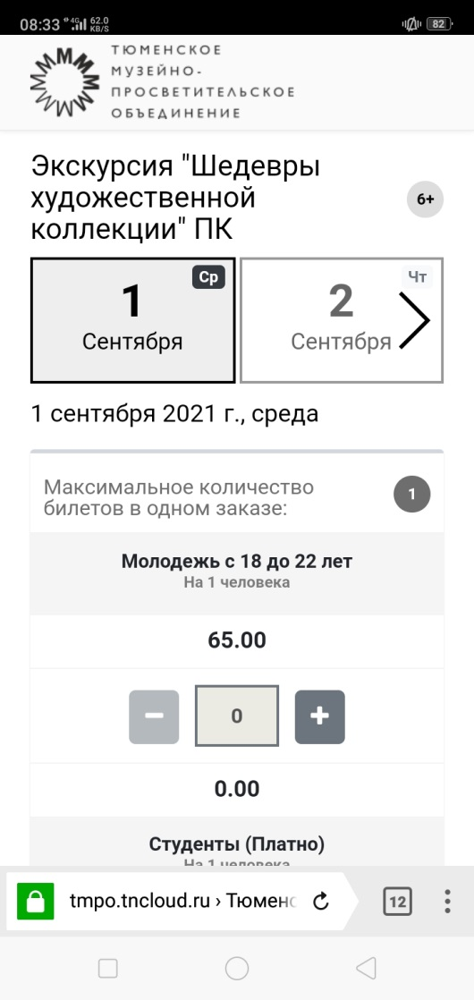 08:33 4G 62.0 KB/S 82
ТЮМЕНСКОЕ
МУЗЕЙНО-
ПРОСВЕТИТЕЛЬСКОЕ
ОБЪЕДИНЕНИЕ
Экскурсия "Шедевры
художественной
коллекции" ПК
6+
Ср
Чт
1
2
Сентября
Сентября
1 сентября 2021 г., среда
Максимальное количество
билетов в одном заказе:
1
Молодежь с 18 до 22 лет
На 1 человека
65.00
− 0 +
0.00
Студенты (Платно)
На 1 человека
tmpo.tncloud.ru › Тюменс
12